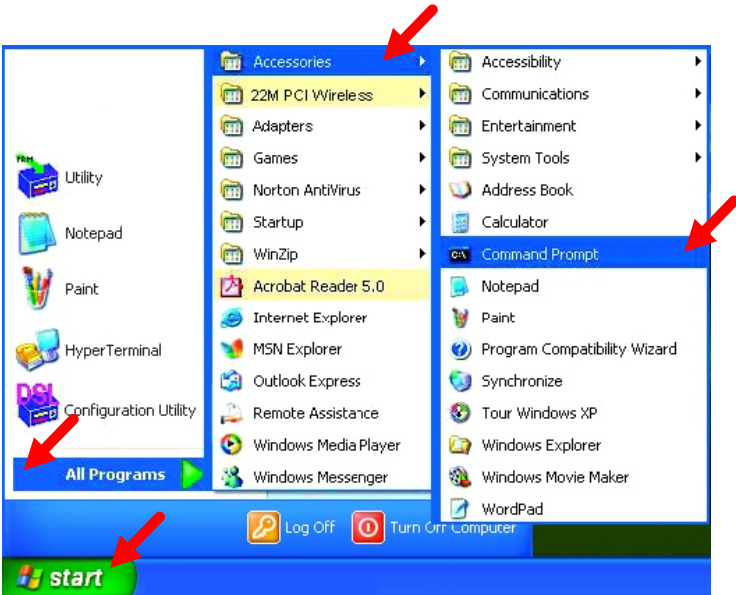 YRM
Utility
Notepad
Paint
HyperTerminal
DSL
Configuration Utility
All Programs
Accessories
22M PCI Wireless
Adapters
Games
Norton AntiVirus
Startup
WinZip
Acrobat Reader 5.0
Internet Explorer
MSN Explorer
Outlook Express
Remote Assistance
Windows Media Player
Windows Messenger
Accessibility
Communications
Entertainment
System Tools
Address Book
Calculator
C:\ Command Prompt
Notepad
Paint
Program Compatibility Wizard
Synchronize
Tour Windows XP
Windows Explorer
Windows Movie Maker
WordPad
Log Off
Turn Off Computer
start